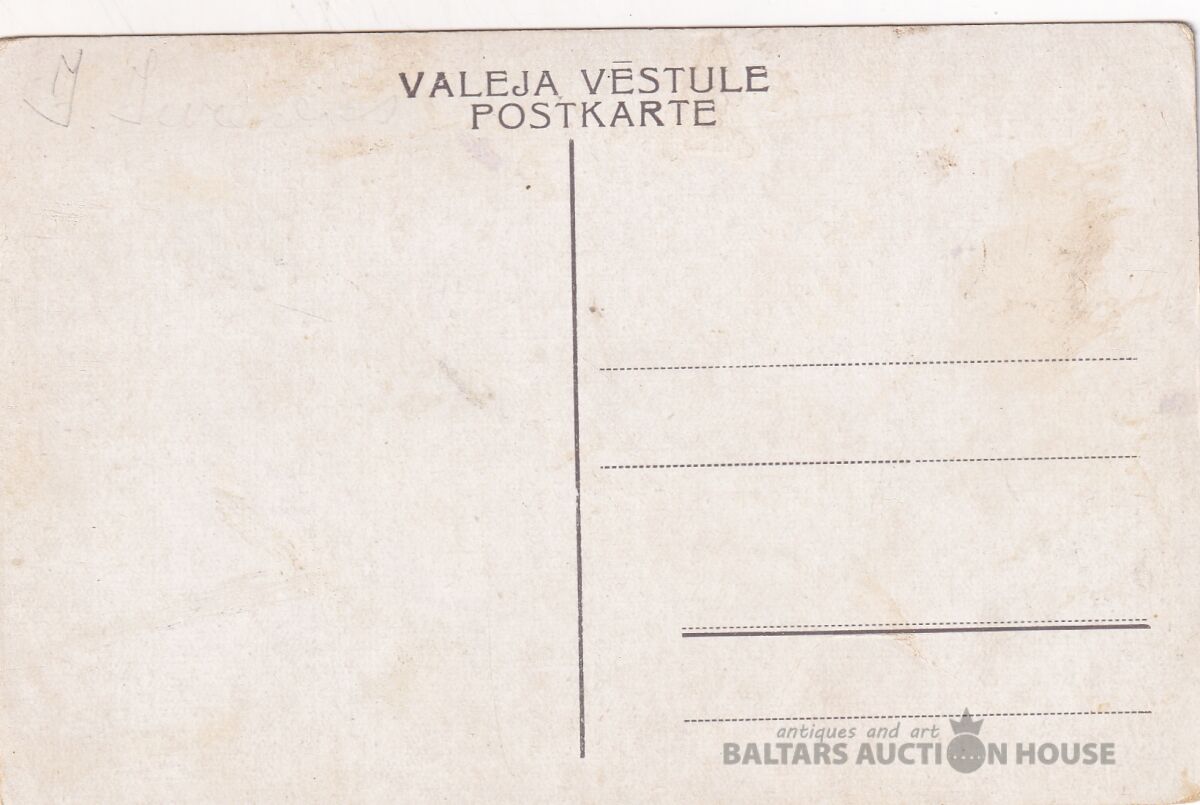 VALEJA VĒSTULE
POSTKARTE
antiques and art
BALTARS AUCTION HOUSE